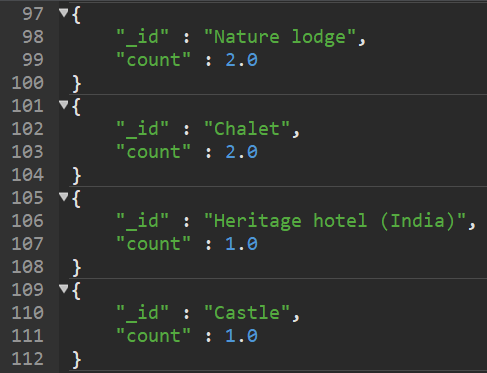 97 {
98 "_id" : "Nature lodge",
99 "count" : 2.0
100 }
101 {
102 "_id" : "Chalet",
103 "count" : 2.0
104 }
105 {
106 "_id" : "Heritage hotel (India)",
107 "count" : 1.0
108 }
109 {
110 "_id" : "Castle",
111 "count" : 1.0
112 }